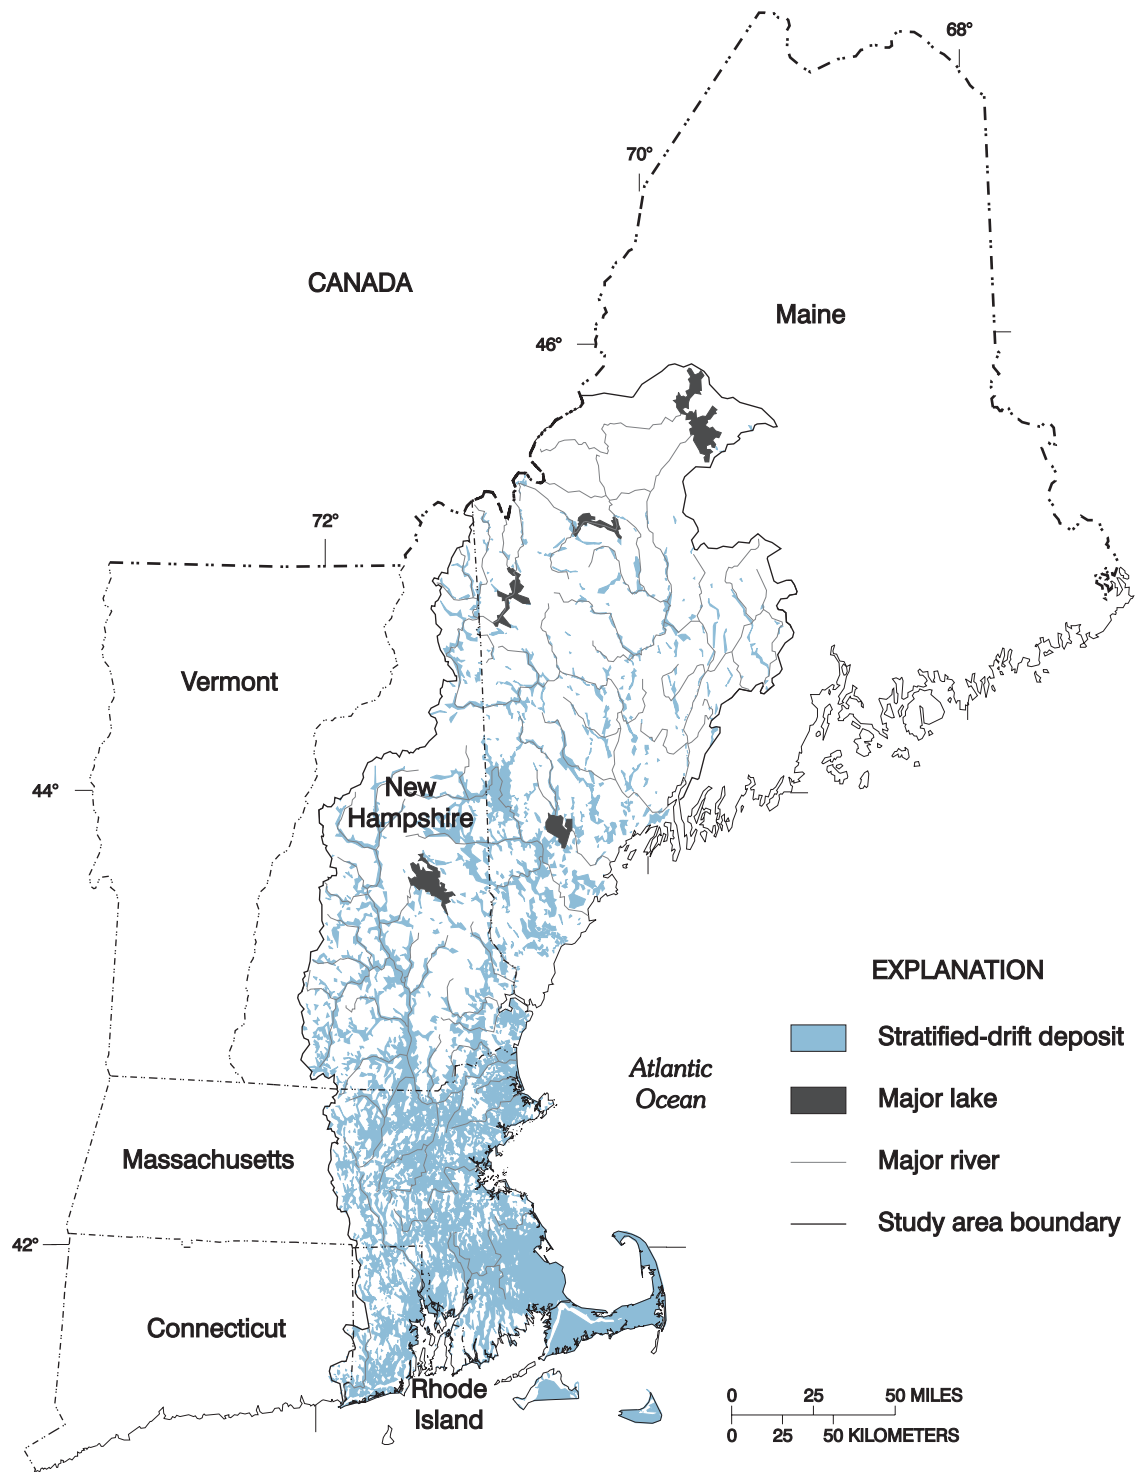 68°
70°
CANADA
Maine
46°
72°
Vermont
44°
New
Hampshire
EXPLANATION
Stratified-drift deposit
Atlantic
Ocean
Major lake
Massachusetts
Major river
Study area boundary
42°
Connecticut
Rhode
Island
0 25 50 MILES
0 25 50 KILOMETERS